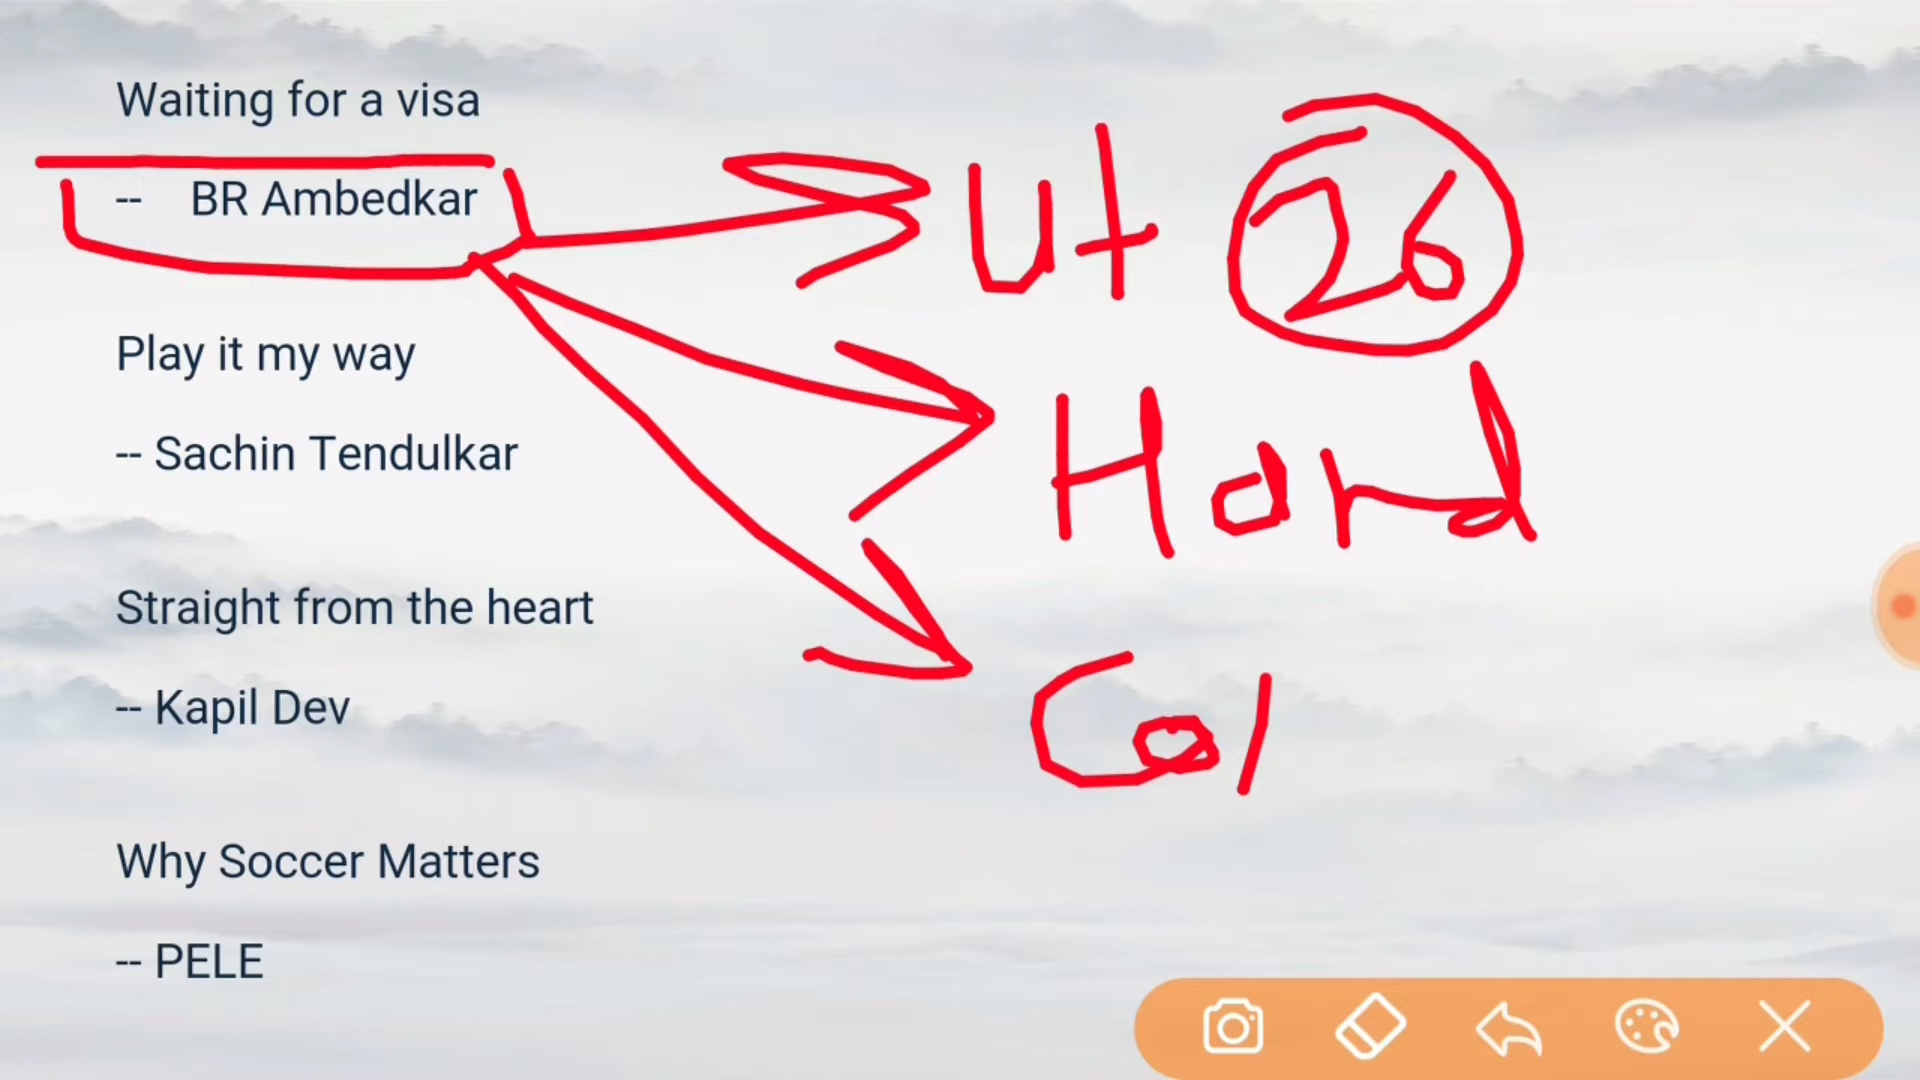 Waiting for a visa
-- BR Ambedkar
Ut 26
Play it my way
Hard
-- Sachin Tendulkar
Straight from the heart
-- Kapil Dev
Col
Why Soccer Matters
-- PELE